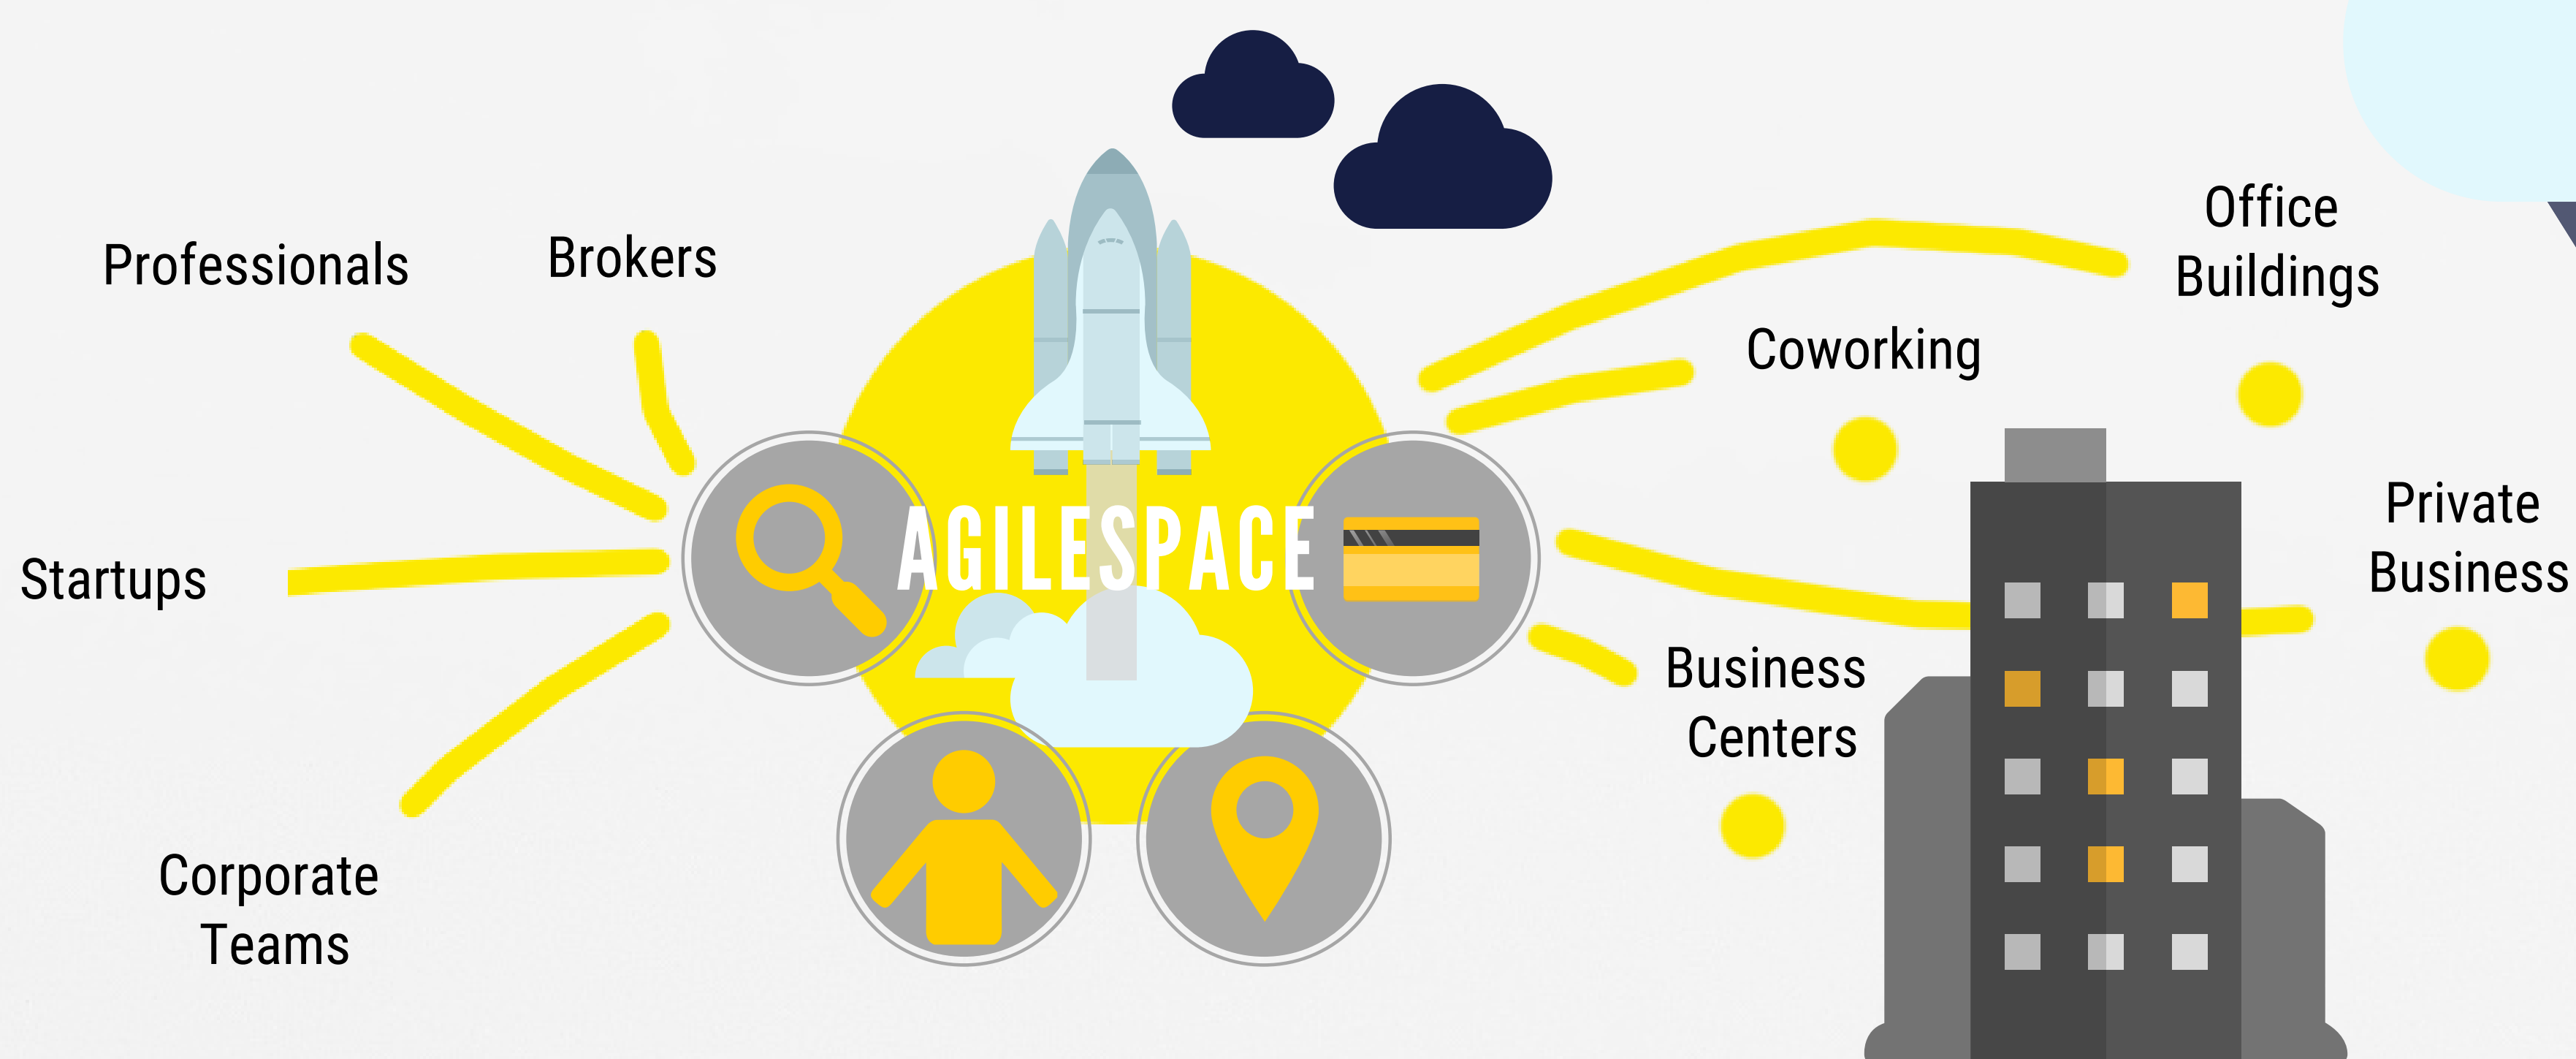 Professionals
Brokers
Startups
Corporate
Teams
AGILESPACE
Office
Buildings
Coworking
Private
Business
Business
Centers